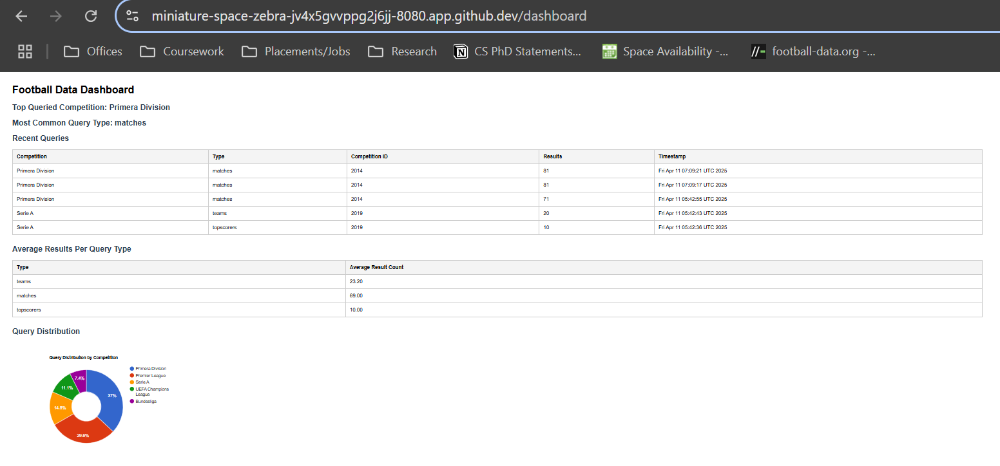 miniature-space-zebra-jv4x5gvvppg2j6jj-8080.app.github.dev/dashboard
Offices Coursework Placements/Jobs Research CS PhD Statements... Space Availability -... football-data.org -...
Football Data Dashboard
Top Queried Competition: Primera Division
Most Common Query Type: matches
Recent Queries
Competition Type Competition ID Results Timestamp
Primera Division matches 2014 81 Fri Apr 11 07:09:21 UTC 2025
Primera Division matches 2014 81 Fri Apr 11 07:09:17 UTC 2025
Primera Division matches 2014 71 Fri Apr 11 05:42:55 UTC 2025
Serie A teams 2019 20 Fri Apr 11 05:42:43 UTC 2025
Serie A topscorers 2019 10 Fri Apr 11 05:42:36 UTC 2025
Average Results Per Query Type
Type Average Result Count
teams 23.20
matches 69.00
topscorers 10.00
Query Distribution
Query Distribution by Competition
Primera Division
Premier League
Serie A
UEFA Champions
League
Bundesliga
7.4%
11.1%
37%
14.8%
29.6%